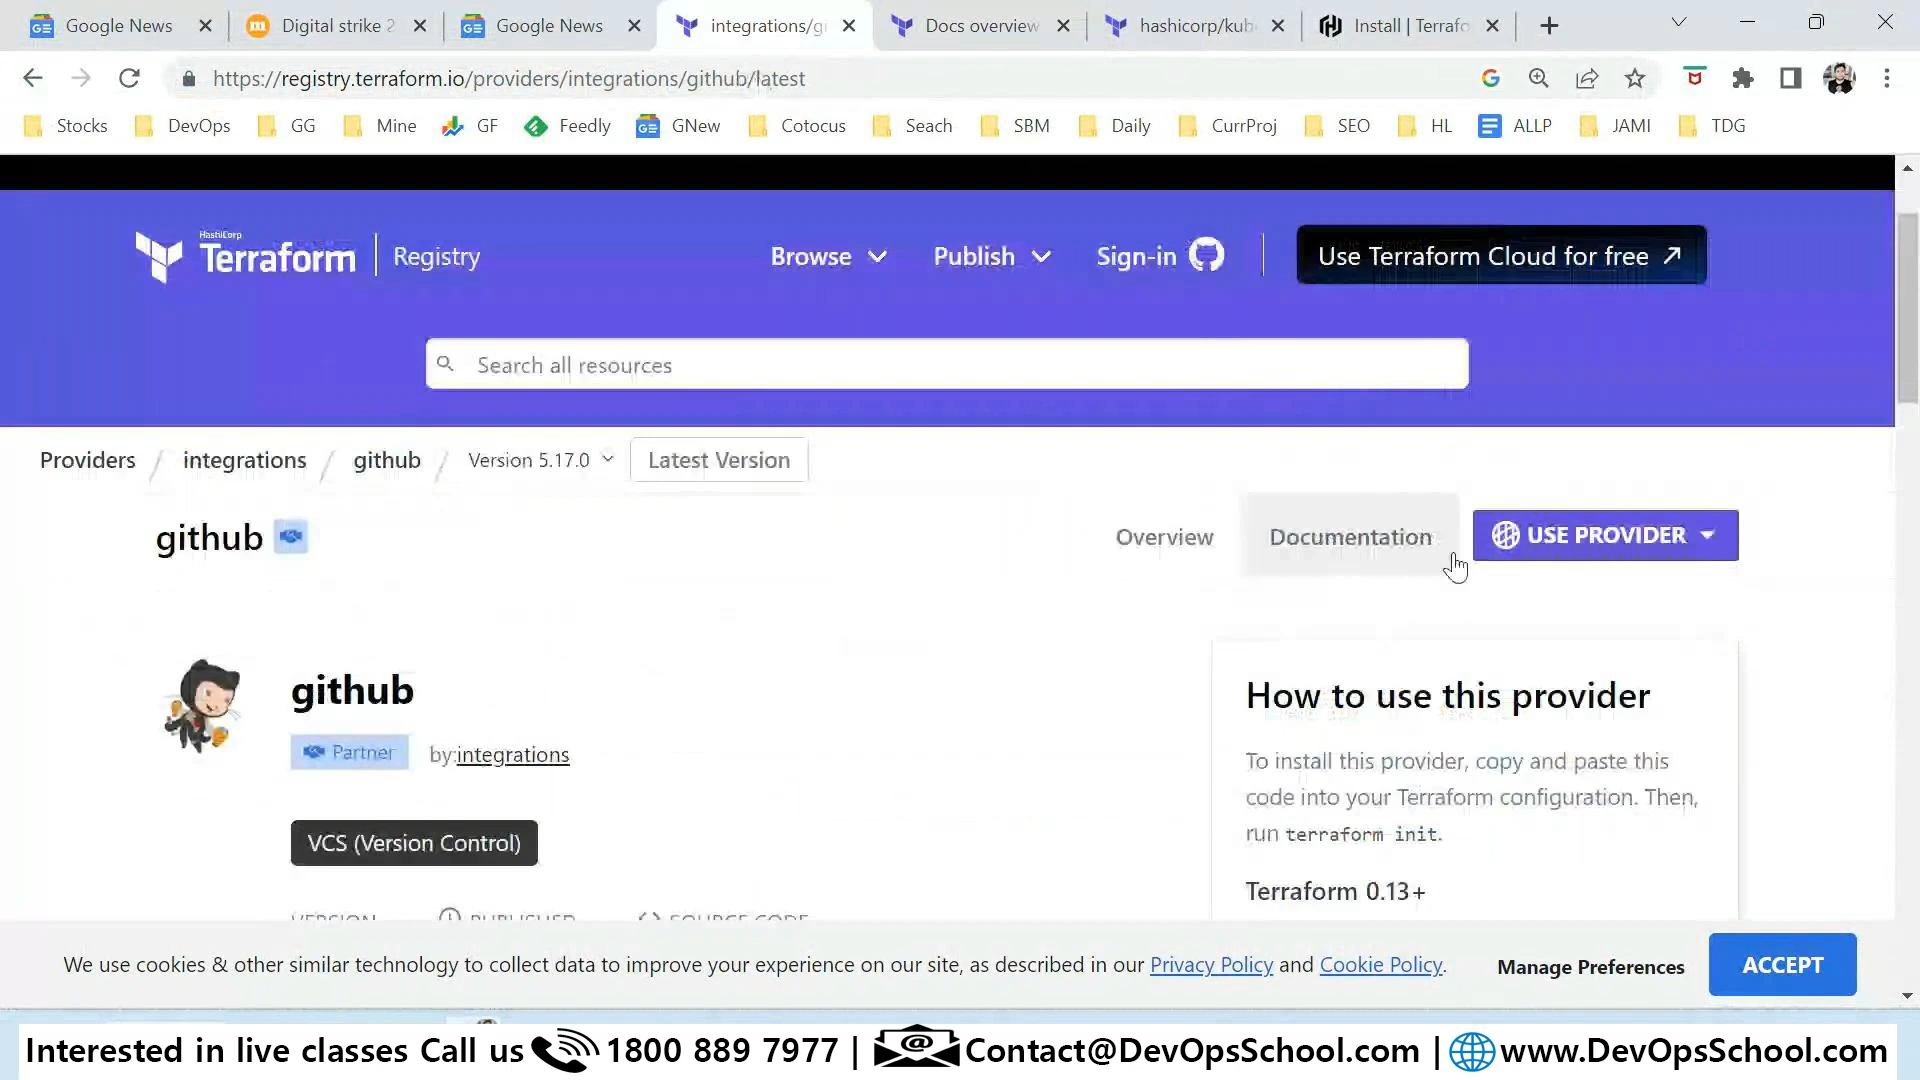 Google News
Digital strike 2
Google News
integrations/gi
Docs overview
hashicorp/kub
Install | Terrafo
https://registry.terraform.io/providers/integrations/github/latest
Stocks
DevOps
GG
Mine
GF
Feedly
GNew
Cotocus
Seach
SBM
Daily
CurrProj
SEO
HL
ALLP
JAMI
TDG
HashiCorp
Terraform
Registry
Browse
Publish
Sign-in
Use Terraform Cloud for free
Search all resources
Providers / integrations / github / Version 5.17.0
Latest Version
github
Overview
Documentation
USE PROVIDER
github
Partner
by:integrations
VCS (Version Control)
VERSION
PUBLISHED
SOURCE CODE
How to use this provider
To install this provider, copy and paste this
code into your Terraform configuration. Then,
run terraform init.
Terraform 0.13+
We use cookies & other similar technology to collect data to improve your experience on our site, as described in our Privacy Policy and Cookie Policy.
Manage Preferences
ACCEPT
Interested in live classes Call us 1800 889 7977 | Contact@DevOpsSchool.com | www.DevOpsSchool.com